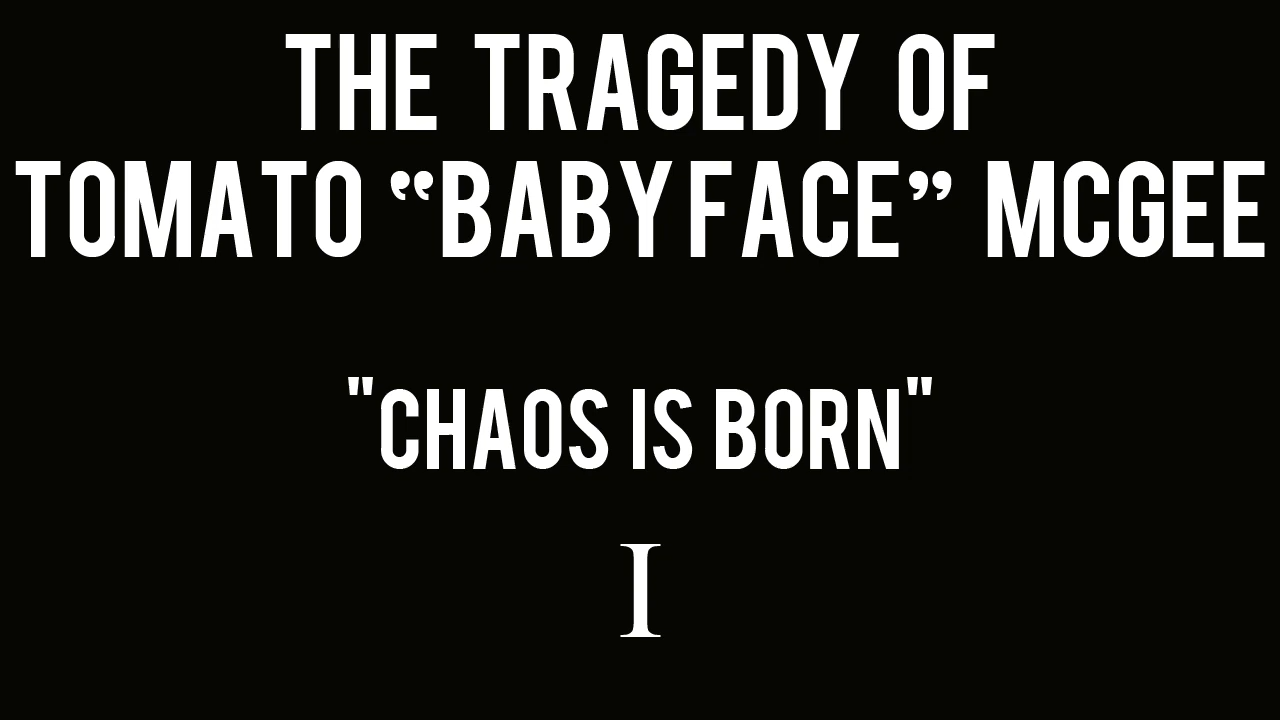 THE TRAGEDY OF
TOMATO “BABYFACE” MCGEE
"CHAOS IS BORN"
I